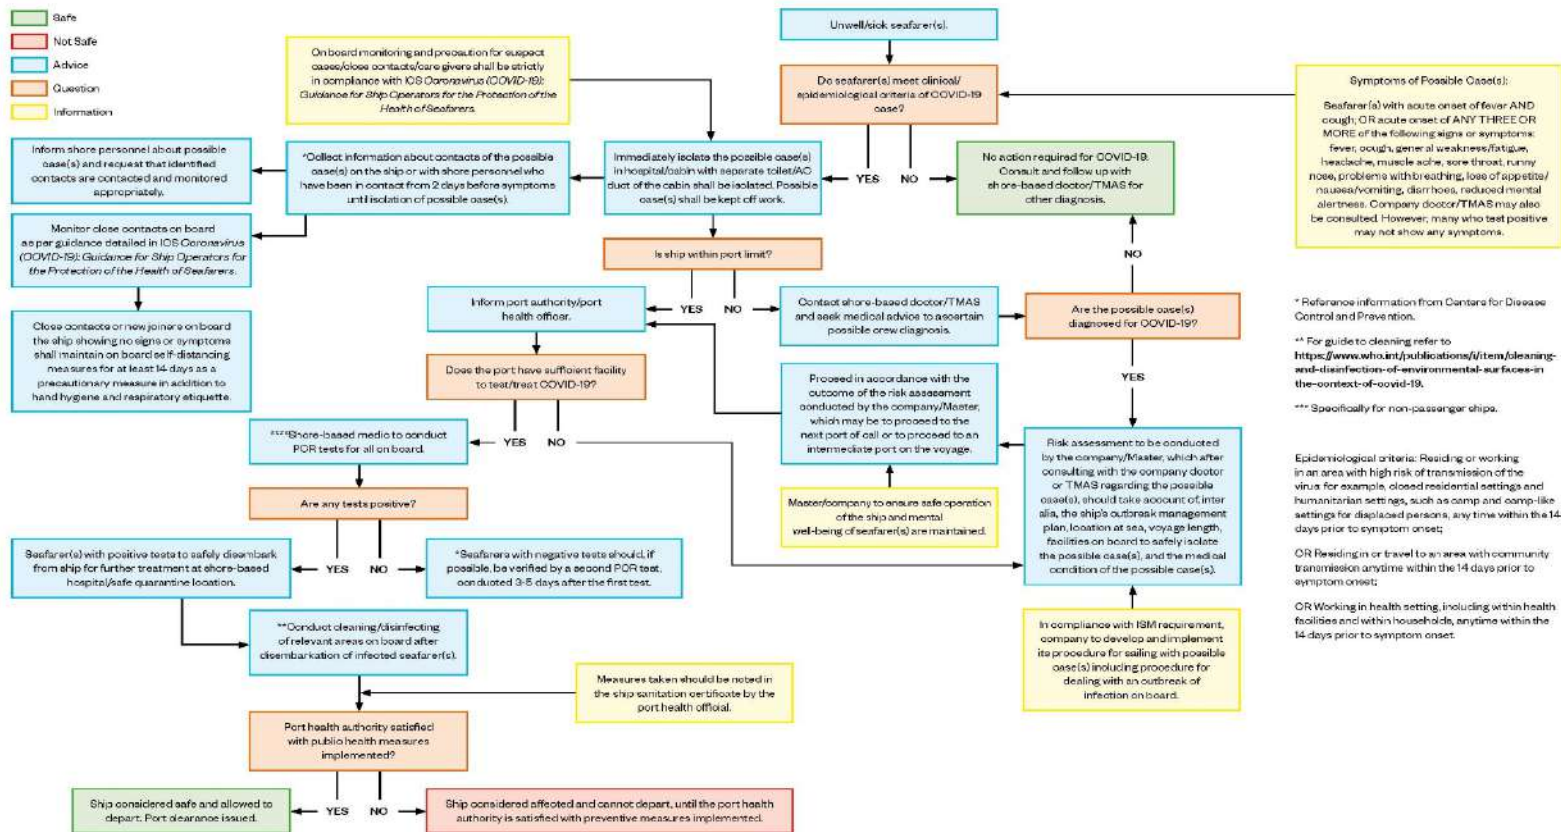 Safe
Not Safe
Advice
Question
Information
Unwell/sick seafarer(s).
On board monitoring and precaution for suspect
cases/close contacts/care givers shall be strictly
in compliance with ICS Coronavirus (COVID-19):
Guidance for Ship Operators for the Protection of the
Health of Seafarers.
Do seafarer(s) meet clinical/
epidemiological criteria of COVID-19
case?
YES
NO
Symptoms of Possible Case(s):
Seafarer(s) with acute onset of fever AND
cough; OR acute onset of ANY THREE OR
MORE of the following signs or symptoms:
fever, cough, general weakness/fatigue,
headache, muscle ache, sore throat, runny
nose, problems with breathing, loss of appetite/
nausea/vomiting, diarrhoea, reduced mental
alertness. Company doctor/TMAS may also
be consulted. However, many who test positive
may not show any symptoms.
Inform shore personnel about possible
case(s) and request that identified
contacts are contacted and monitored
appropriately.
*Collect information about contacts of the possible
case(s) on the ship or with shore personnel who
have been in contact from 2 days before symptoms
until isolation of possible case(s).
Immediately isolate the possible case(s)
in hospital/cabin with separate toilet/AC
duct of the cabin shall be isolated. Possible
case(s) shall be kept off work.
No action required for COVID-19.
Consult and follow up with
shore-based doctor/TMAS for
other diagnosis.
Monitor close contacts on board
as per guidance detailed in ICS Coronavirus
(COVID-19): Guidance for Ship Operators for
the Protection of the Health of Seafarers.
Close contacts or new joiners on board
the ship showing no signs or symptoms
shall maintain on board self-distancing
measures for at least 14 days as a
precautionary measure in addition to
hand hygiene and respiratory etiquette.
Is ship within port limit?
YES
NO
Inform port authority/port
health officer.
Contact shore-based doctor/TMAS
and seek medical advice to ascertain
possible crew diagnosis.
Are the possible case(s)
diagnosed for COVID-19?
NO
YES
Does the port have sufficient facility
to test/treat COVID-19?
YES
NO
Proceed in accordance with the
outcome of the risk assessment
conducted by the company/Master,
which may be to proceed to the
next port of call or to proceed to an
intermediate port on the voyage.
Master/company to ensure safe operation
of the ship and mental
well-being of seafarer(s) are maintained.
Risk assessment to be conducted
by the company/Master, which after
consulting with the company doctor
or TMAS regarding the possible
case(s), should take account of, inter
alia, the ship's outbreak management
plan, location at sea, voyage length,
facilities on board to safely isolate
the possible case(s), and the medical
condition of the possible case(s).
In compliance with ISM requirement,
company to develop and implement
its procedure for sailing with possible
case(s) including procedure for
dealing with an outbreak of
infection on board.
****Shore-based medic to conduct
PCR tests for all on board.
Are any tests positive?
YES
NO
Seafarer(s) with positive tests to safely disembark
from ship for further treatment at shore-based
hospital/safe quarantine location.
*Seafarers with negative tests should, if
possible, be verified by a second PCR test,
conducted 3-5 days after the first test.
**Conduct cleaning/disinfecting
of relevant areas on board after
disembarkation of infected seafarer(s).
Measures taken should be noted in
the ship sanitation certificate by the
port health official.
Port health authority satisfied
with public health measures
implemented?
YES
NO
Ship considered safe and allowed to
depart. Port clearance issued.
Ship considered affected and cannot depart, until the port health
authority is satisfied with preventive measures implemented.
* Reference information from Centers for Disease
Control and Prevention.
** For guide to cleaning refer to
https://www.who.int/publications/i/item/cleaning-
and-disinfection-of-environmental-surfaces-in
the-context-of-covid-19.
*** Specifically for non-passenger ships.
Epidemiological criteria: Residing or working
in an area with high risk of transmission of the
virus: for example, closed residential settings and
humanitarian settings, such as camp and camp-like
settings for displaced persons, any time within the 14
days prior to symptom onset;
OR Residing in or travel to an area with community
transmission anytime within the 14 days prior to
symptom onset;
OR Working in health setting, including within health
facilities and within households, anytime within the
14 days prior to symptom onset.